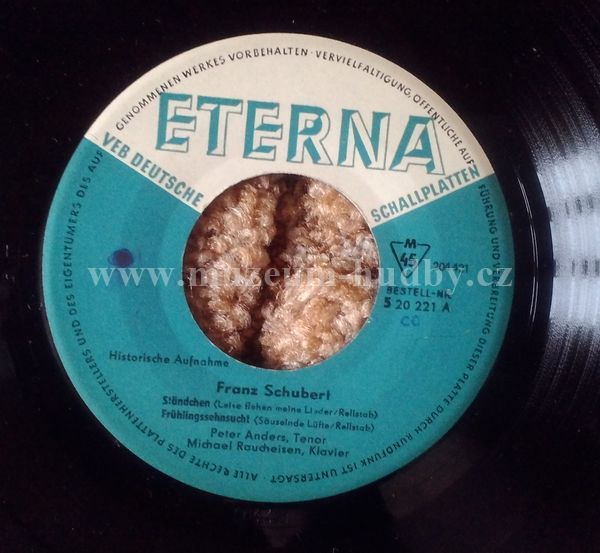 GENOMMENEN WERKES VORBEHALTEN · VERVIELFÄLTIGUNG, ÖFFENTLICHE AUF-
FÜHRUNG UND VERBREITUNG DIESER PLATTE DURCH RUNDFUNK IST UNTERSAGT · ALLE RECHTE DES PLATTENHERSTELLERS UND DES EIGENTÜMERS DES AUF-
ETERNA
VEB DEUTSCHE SCHALLPLATTEN
M
45
BESTELL-NR.
5 20 221 A
www.muzeum-hudby.cz
Historische Aufnahme
Franz Schubert
Ständchen (Leise flehen meine Lieder/Rellstab)
Frühlingssehnsucht (Säuselnde Lüfte/Rellstab)
Peter Anders, Tenor
Michael Raucheisen, Klavier